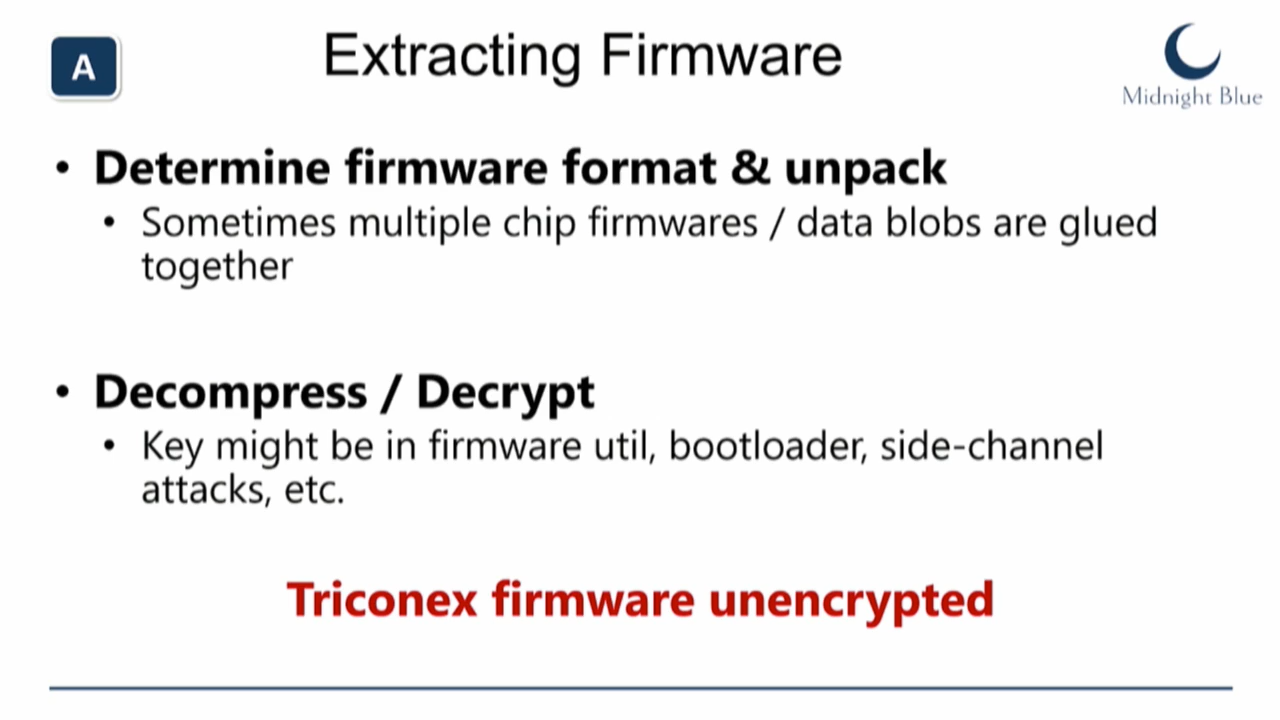 A
Extracting Firmware
Midnight Blue
• Determine firmware format & unpack
• Sometimes multiple chip firmwares / data blobs are glued
together
• Decompress / Decrypt
• Key might be in firmware util, bootloader, side-channel
attacks, etc.
Triconex firmware unencrypted